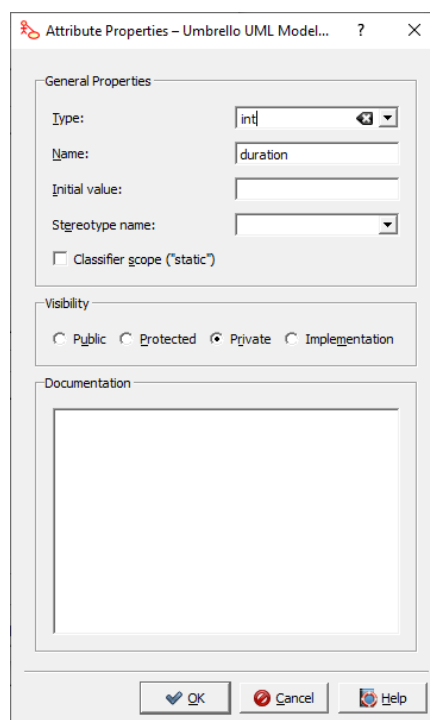 Attribute Properties – Umbrello UML Model... ?
General Properties
Type: int
Name: duration
Initial value:
Stereotype name:
Classifier scope ("static")
Visibility
Public Protected Private Implementation
Documentation
OK Cancel Help